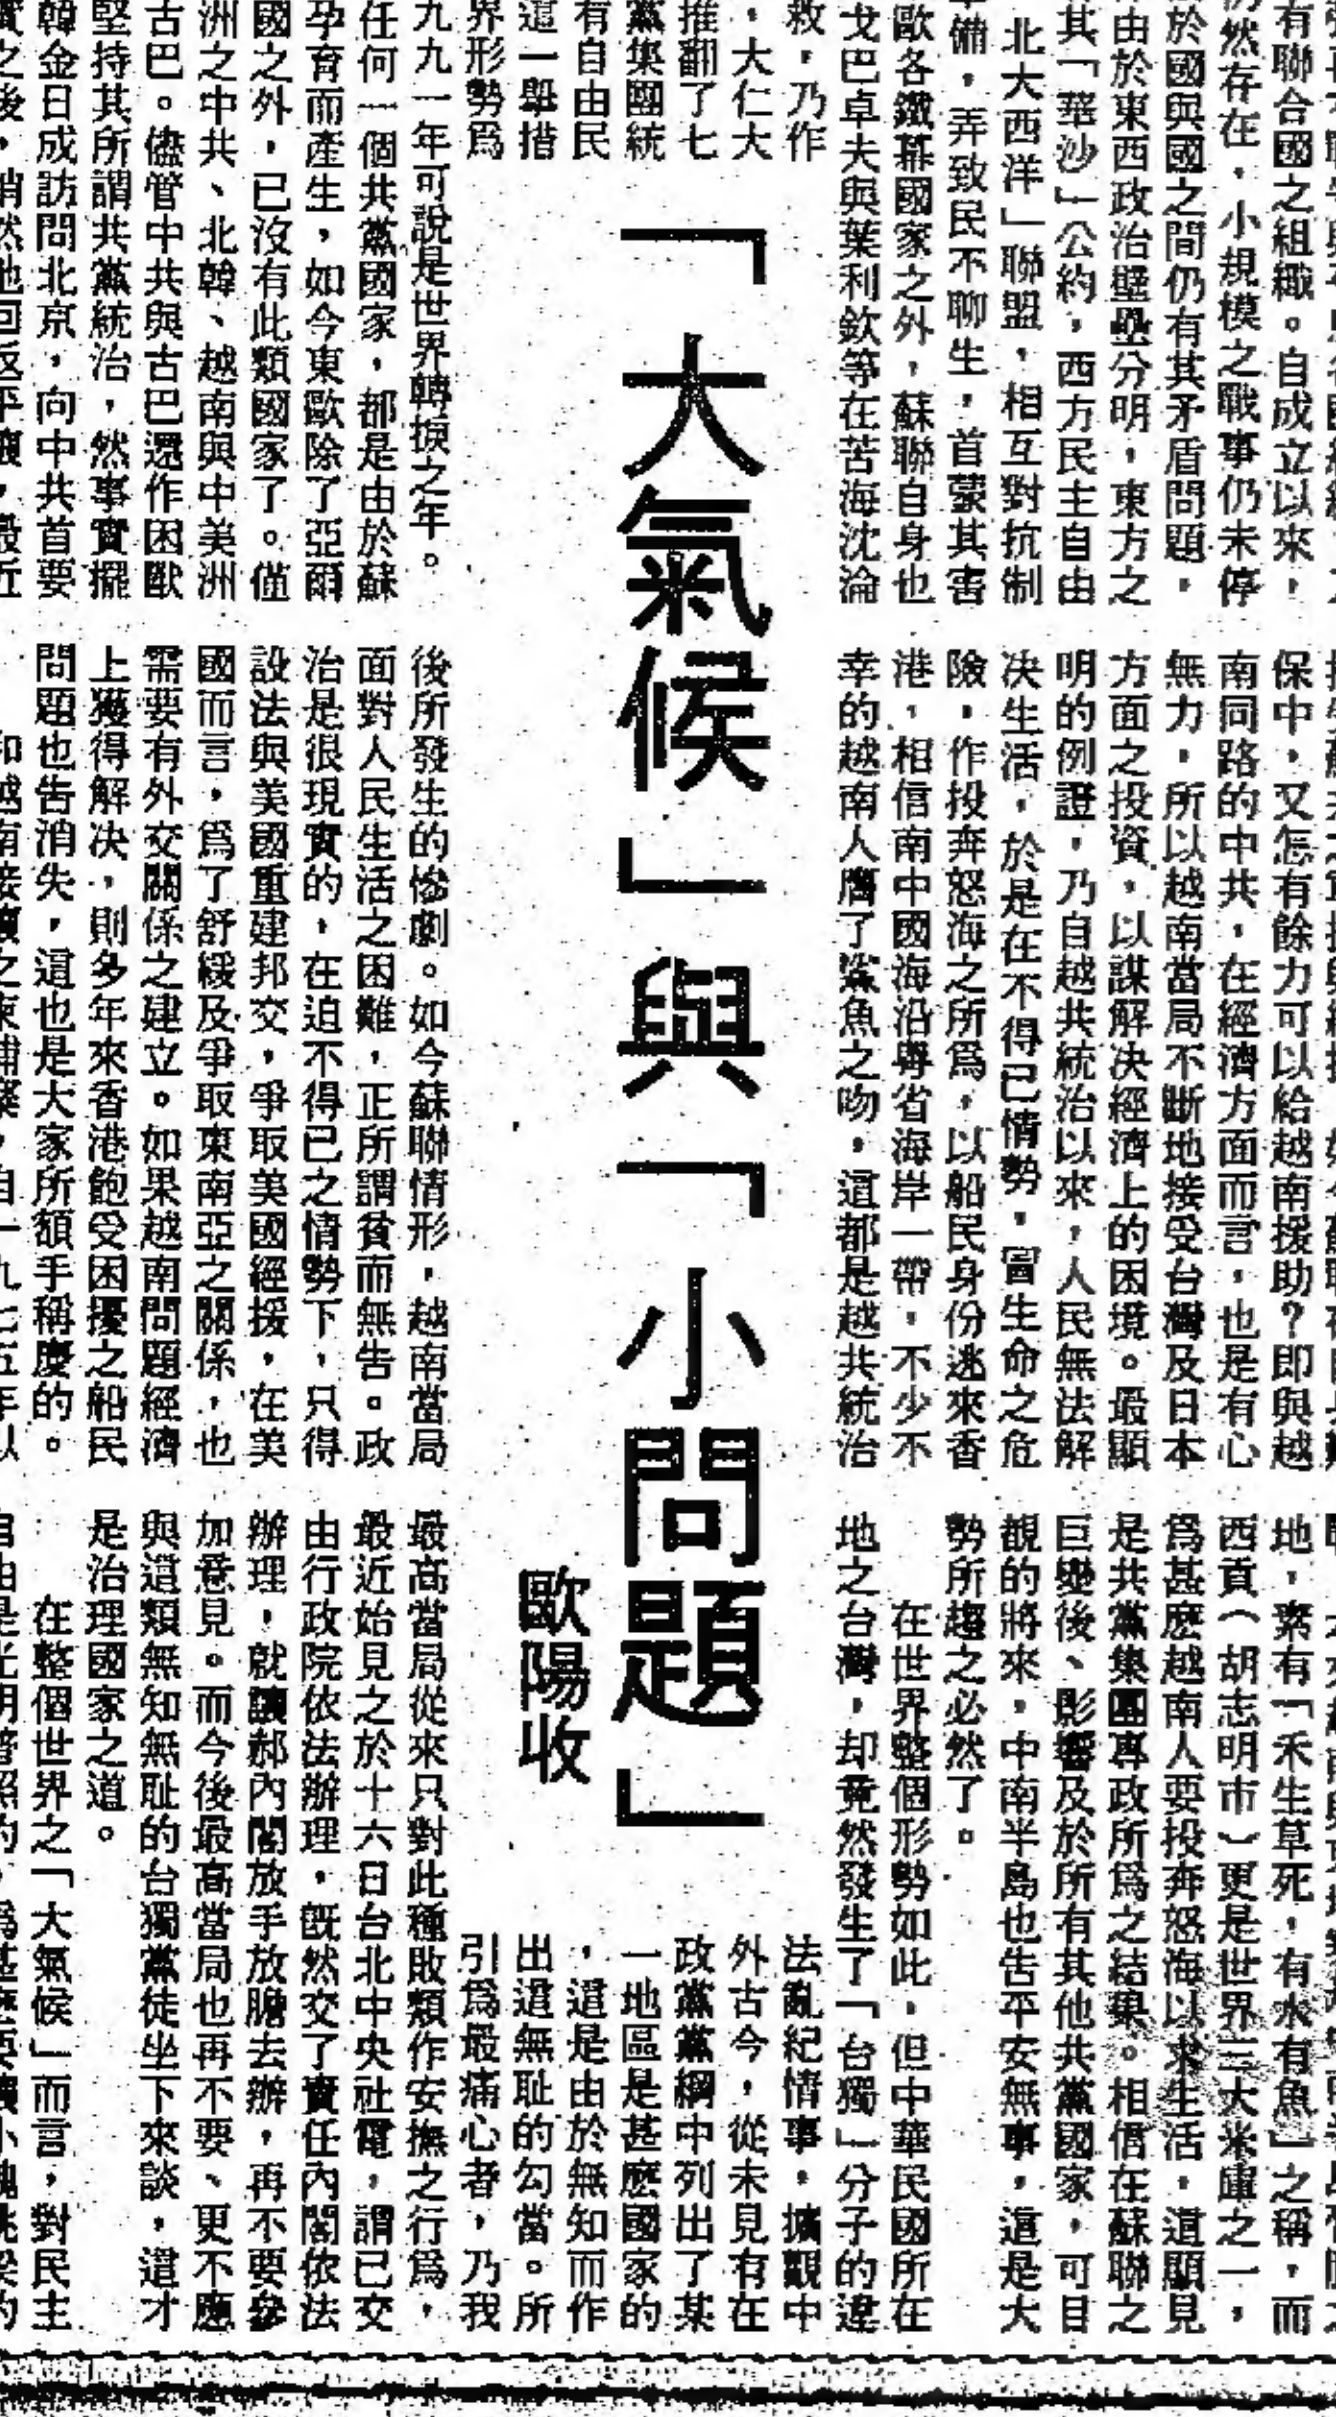 「大氣候」與「小問題」
歐陽收
有聯合國之組織。自成立以來，
仍然存在，小規模之戰事仍未停
於國與國之間仍有其矛盾問題，
由於東西政治壁壘分明，東方之
其「華沙」公約，西方民主自由
北大西洋」聯盟，相互對抗制
備，弄致民不聊生，首蒙其害
歐各鐵幕國家之外，蘇聯自身也
戈巴卓夫與葉利欽等在苦海沈淪
救，乃作
，大仁大
推翻了七
黨集團統
有自由民
這一舉措
界形勢爲
九九一年可說是世界轉捩之年。
任何一個共黨國家，都是由於蘇
孕育而產生，如今東歐除了亞爾
國之外，已沒有此類國家了。僅
洲之中共、北韓、越南與中美洲
古巴。儘管中共與古巴還作困獸
堅持其所謂共黨統治，然事實擺
韓金日成訪問北京，向中共首要
之後，悄然地回返平壤，最近
保中，又怎有餘力可以給越南援助？即與越
南同路的中共，在經濟方面而言，也是有心
無力，所以越南當局不斷地接受台灣及日本
方面之投資，以謀解決經濟上的困境。最顯
明的例證，乃自越共統治以來，人民無法解
決生活，於是在不得已情勢，冒生命之危
險，作投奔怒海之所爲，以船民身份逃來香
港，相信南中國海沿粵省海岸一帶，不少不
幸的越南人膺了鯊魚之吻，這都是越共統治
後所發生的慘劇。如今蘇聯情形，越南當局
面對人民生活之困難，正所謂貧而無告。政
治是很現實的，在迫不得已之情勢下，只得
設法與美國重建邦交，爭取美國經援，在美
國而言，爲了舒緩及爭取東南亞之關係，也
需要有外交關係之建立。如果越南問題經濟
上獲得解決，則多年來香港飽受困擾之船民
問題也告消失，這也是大家所額手稱慶的。
和越南接壤之柬埔寨，自一九七五年以
地，素有「禾生草死，有水有魚」之稱，而
西貢（胡志明市）更是世界三大米庫之一，
爲甚麽越南人要投奔怒海以求生活，這顯見
是共黨集團專政所爲之結果。相信在蘇聯之
巨變後、影響及於所有其他共黨國家，可目
覩的將來，中南半島也告平安無事，這是大
勢所趨之必然了。
在世界整個形勢如此，但中華民國所在
地之台灣，却竟然發生了「台獨」分子的違
法亂紀情事，擴觀中
外古今，從未見有在
政黨黨綱中列出了某
一地區是甚麽國家的
，這是由於無知而作
出這無恥的勾當。所
引爲最痛心者，乃我
最高當局從來只對此種敗類作安撫之行爲，
最近始見之於十六日台北中央社電，謂已交
由行政院依法辦理，既然交了責任內閣依法
辦理，就讓郝內閣放手放膽去辦，再不要參
加意見。而今後最高當局也再不要、更不應
與這類無知無恥的台獨黨徒坐下來談，這才
是治理國家之道。
在整個世界之「大氣候」而言，對民主